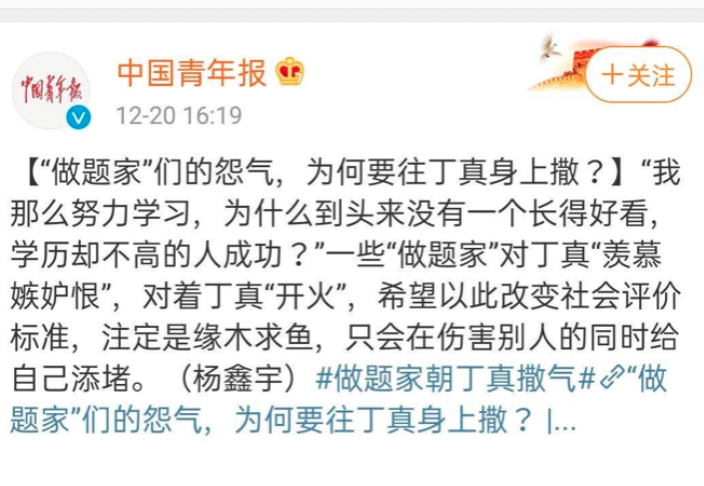 中国青年报
中国青年报
+关注
12-20 16:19
【“做题家”们的怨气，为何要往丁真身上撒？】“我
那么努力学习，为什么到头来没有一个长得好看，
学历却不高的人成功？”一些“做题家”对丁真“羡慕
嫉妒恨”，对着丁真“开火”，希望以此改变社会评价
标准，注定是缘木求鱼，只会在伤害别人的同时给
自己添堵。（杨鑫宇）#做题家朝丁真撒气#“做
题家”们的怨气，为何要往丁真身上撒？|...